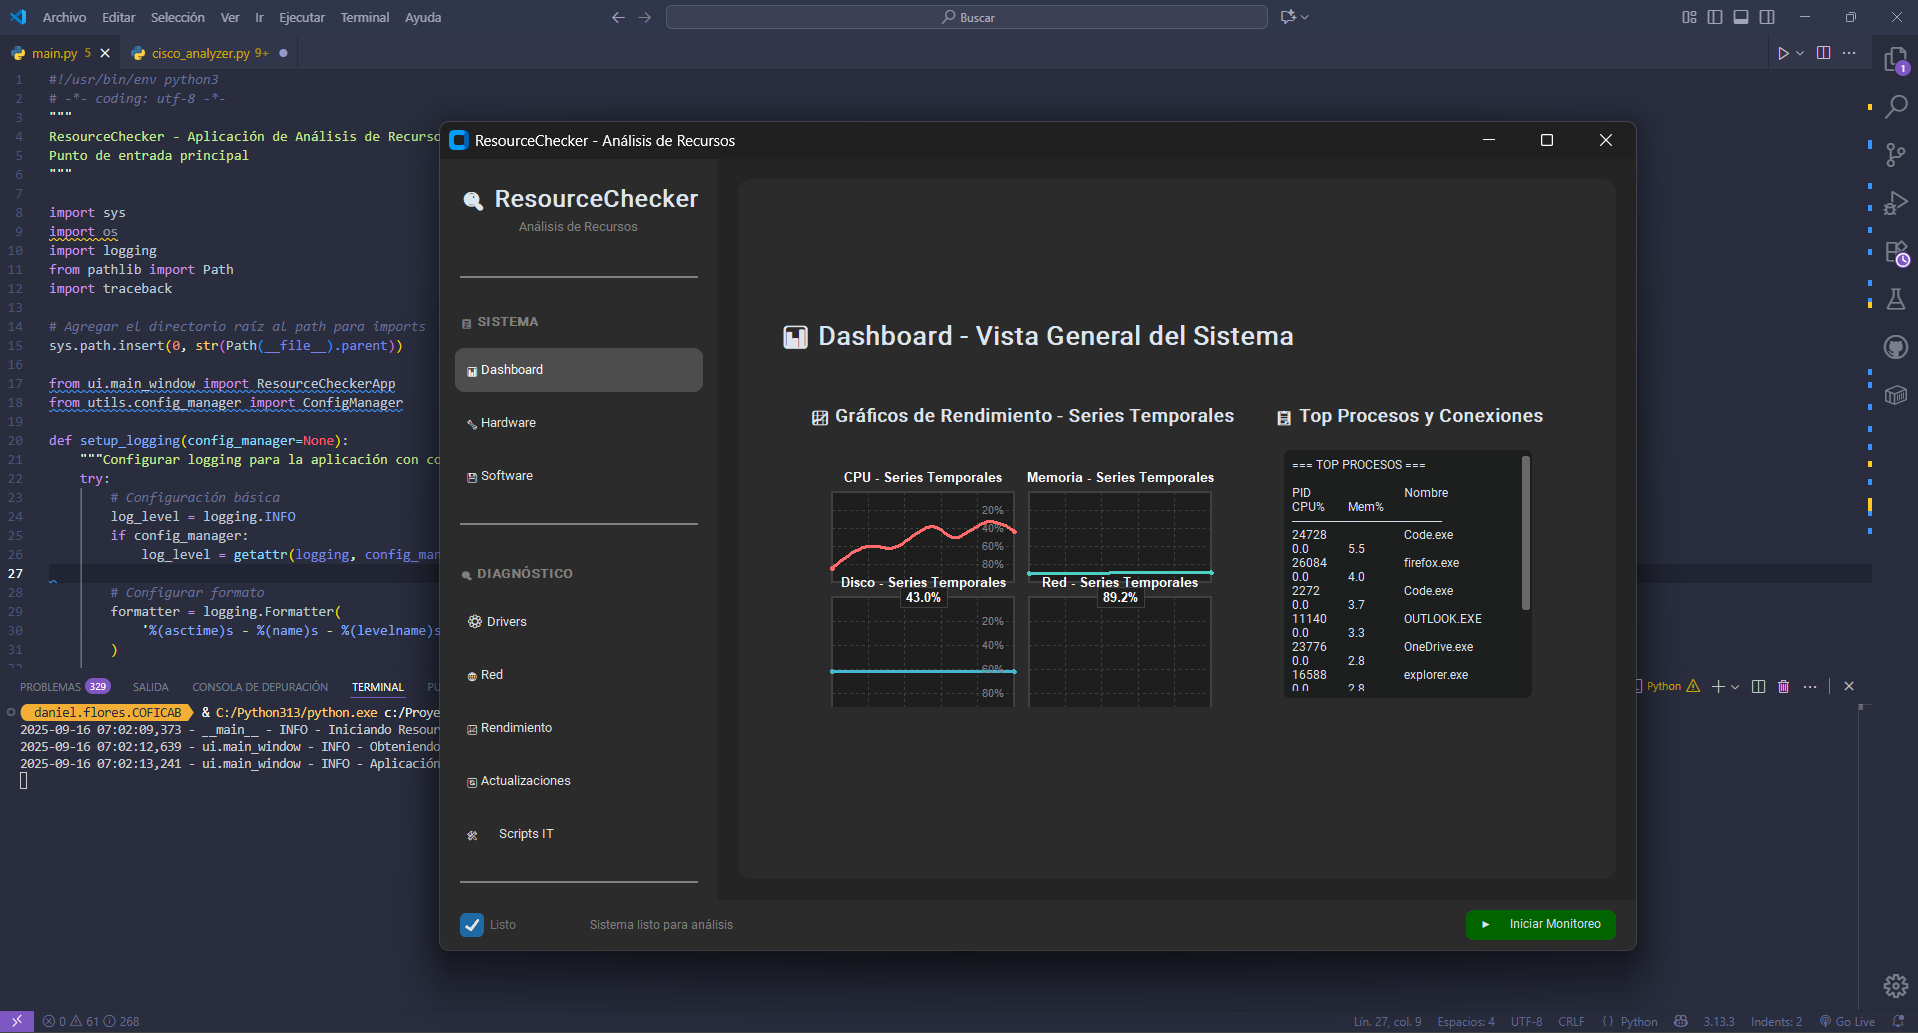 Archivo Editar Selección Ver Ir Ejecutar Terminal Ayuda
Buscar
main.py 5
cisco_analyzer.py 9+
1 #!/usr/bin/env python3
2 # -*- coding: utf-8 -*-
3 """
4 ResourceChecker - Aplicación de Análisis de Recurso
5 Punto de entrada principal
6 """
7
8 import sys
9 import os
10 import logging
11 from pathlib import Path
12 import traceback
13
14 # Agregar el directorio raíz al path para imports
15 sys.path.insert(0, str(Path(__file__).parent))
16
17 from ui.main_window import ResourceCheckerApp
18 from utils.config_manager import ConfigManager
19
20 def setup_logging(config_manager=None):
21 """Configurar logging para la aplicación con co
22 try:
23 # Configuración básica
24 log_level = logging.INFO
25 if config_manager:
26 log_level = getattr(logging, config_man
27
28 # Configurar formato
29 formatter = logging.Formatter(
30 '%(asctime)s - %(name)s - %(levelname)s
31 )
ResourceChecker - Análisis de Recursos
ResourceChecker
Análisis de Recursos
SISTEMA
Dashboard
Hardware
Software
DIAGNÓSTICO
Drivers
Red
Rendimiento
Actualizaciones
Scripts IT
Dashboard - Vista General del Sistema
Gráficos de Rendimiento - Series Temporales
CPU - Series Temporales
20%
40%
60%
80%
Memoria - Series Temporales
Disco - Series Temporales
43.0%
20%
40%
60%
80%
Red - Series Temporales
89.2%
Top Procesos y Conexiones
=== TOP PROCESOS ===
PID Nombre
CPU% Mem%
24728 Code.exe
0.0 5.5
26084 firefox.exe
0.0 4.0
2272 Code.exe
0.0 3.7
11140 OUTLOOK.EXE
0.0 3.3
23776 OneDrive.exe
0.0 2.8
16588 explorer.exe
0.0 2.8
Listo
Sistema listo para análisis
Iniciar Monitoreo
PROBLEMAS 329 SALIDA CONSOLA DE DEPURACIÓN TERMINAL PU
Python
daniel.flores.COFICAB & C:/Python313/python.exe c:/Proye
2025-09-16 07:02:09,373 - __main__ - INFO - Iniciando Resour
2025-09-16 07:02:12,639 - ui.main_window - INFO - Obteniendo
2025-09-16 07:02:13,241 - ui.main_window - INFO - Aplicación
1
0 61 268
Lín. 27, col. 9 Espacios: 4 UTF-8 CRLF Python 3.13.3 Indents: 2 Go Live